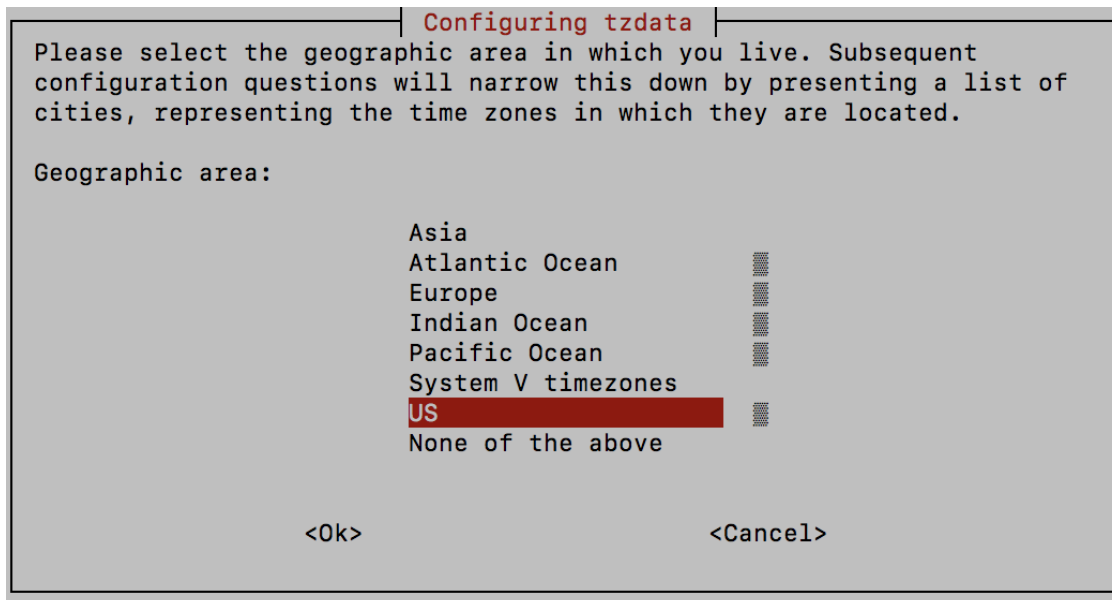 Configuring tzdata
Please select the geographic area in which you live. Subsequent
configuration questions will narrow this down by presenting a list of
cities, representing the time zones in which they are located.
Geographic area:
Asia
Atlantic Ocean
Europe
Indian Ocean
Pacific Ocean
System V timezones
US
None of the above
<Ok> <Cancel>